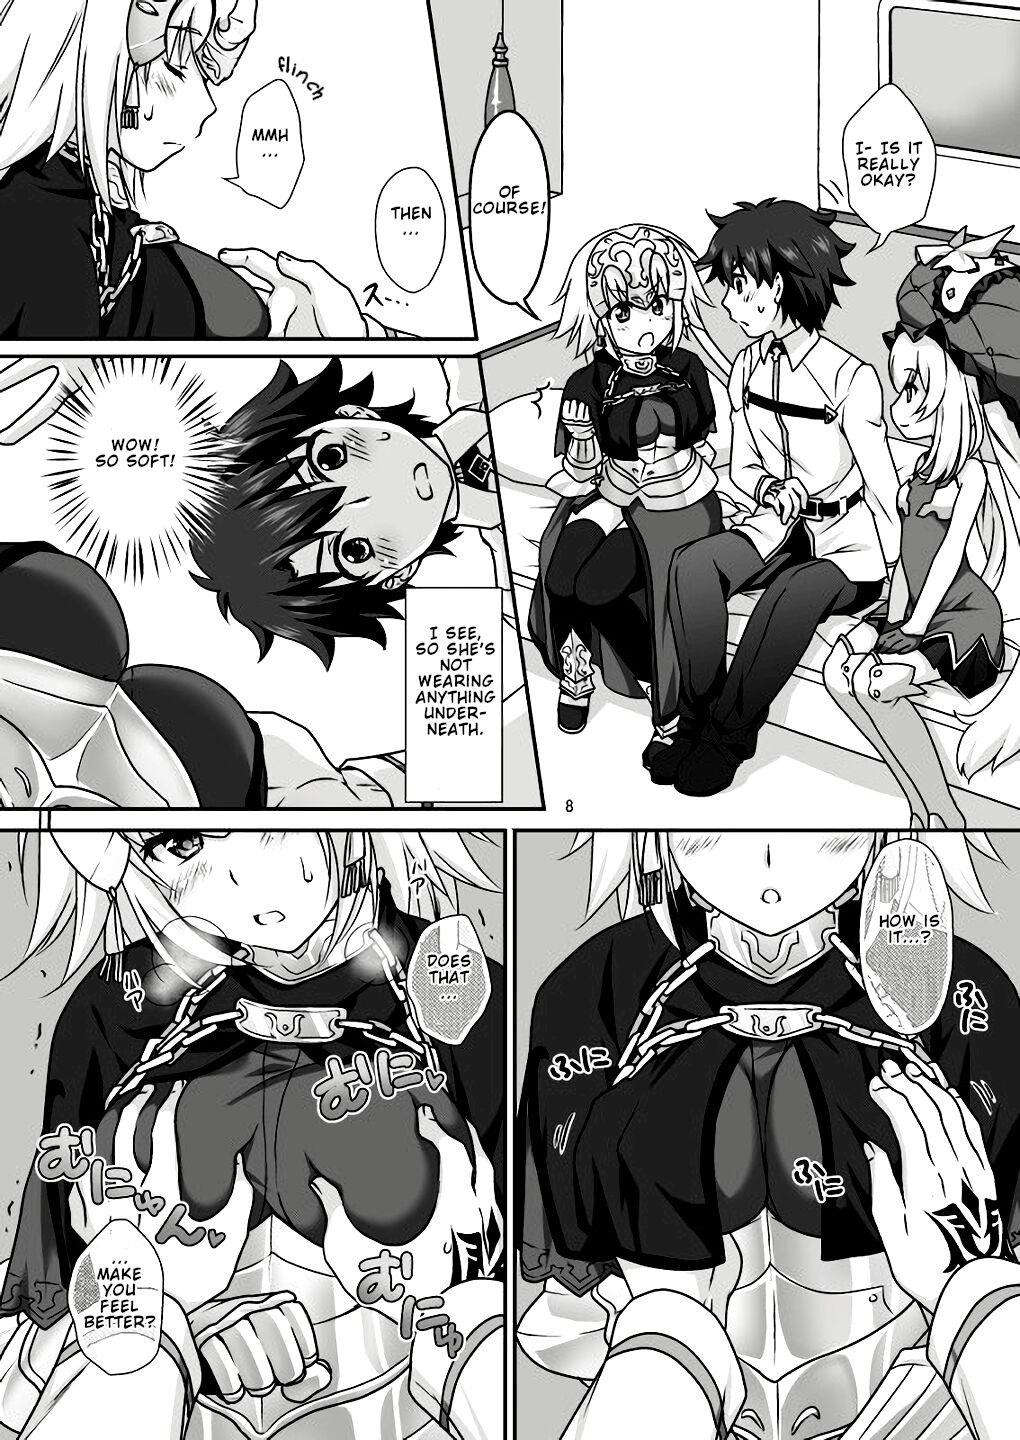 I- IS IT
REALLY
OKAY?
OF
COURSE!
THEN
...
flinch
MMH
...
ス....
WOW!
SO SOFT!
I SEE,
SO SHE'S
NOT
WEARING
ANYTHING
UNDER-
NEATH.
8
HOW IS
IT...?
ふに
ふに
ふに
DOES
THAT
...
むに
むにゅん
むにゅ
...
MAKE
YOU
FEEL
BETTER?